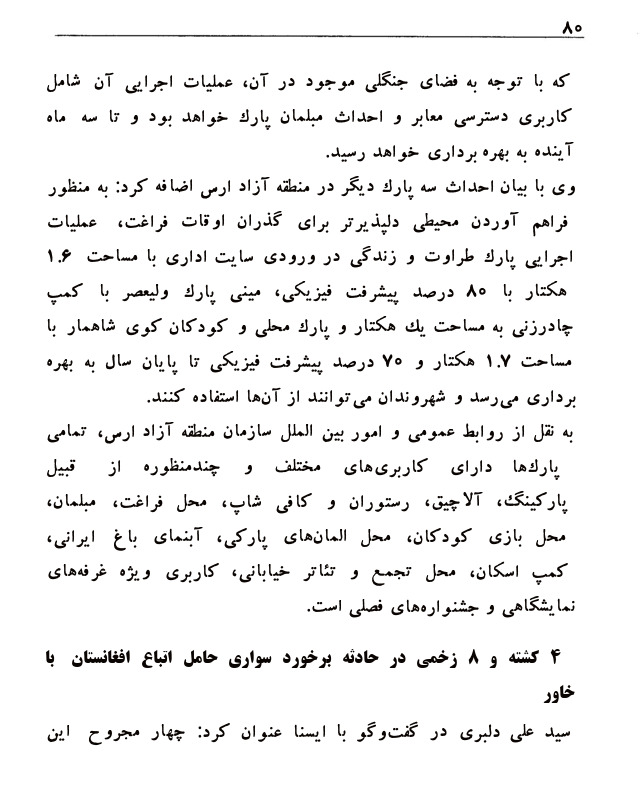 ۸۰
که با توجه به فضای جنگلی موجود در آن، عملیات اجرایی آن شامل
کاربری دسترسی معابر و احداث مبلمان پارك خواهد بود و تا سه ماه
آینده به بهره برداری خواهد رسید.
وی با بیان احداث سه پارك دیگر در منطقه آزاد ارس اضافه کرد: به منظور
فراهم آوردن محیطی دلپذیرتر برای گذران اوقات فراغت، عملیات
اجرایی پارك طراوت و زندگی در ورودی سایت اداری با مساحت ۱.۶
هکتار با ۸۰ درصد پیشرفت فیزیکی، مینی پارك ولیعصر با کمپ
چادرزنی به مساحت یك هکتار و پارك محلی و کودکان کوی شاهمار با
مساحت ۱.۷ هکتار و ۷۰ درصد پیشرفت فیزیکی تا پایان سال به بهره
برداری می‌رسد و شهروندان می‌توانند از آن‌ها استفاده کنند.
به نقل از روابط عمومی و امور بین الملل سازمان منطقه آزاد ارس، تمامی
پارك‌ها دارای کاربری‌های مختلف و چندمنظوره از قبیل
پارکینگ، آلاچیق، رستوران و کافی شاپ، محل فراغت، مبلمان،
محل بازی کودکان، محل المان‌های پارکی، آبنمای باغ ایرانی،
کمپ اسکان، محل تجمع و تئاتر خیابانی، کاربری ویژه غرفه‌های
نمایشگاهی و جشنواره‌های فصلی است.
۴ کشته و ۸ زخمی در حادثه برخورد سواری حامل اتباع افغانستان با
خاور
سید علی دلبری در گفت‌وگو با ایسنا عنوان کرد: چهار مجروح این